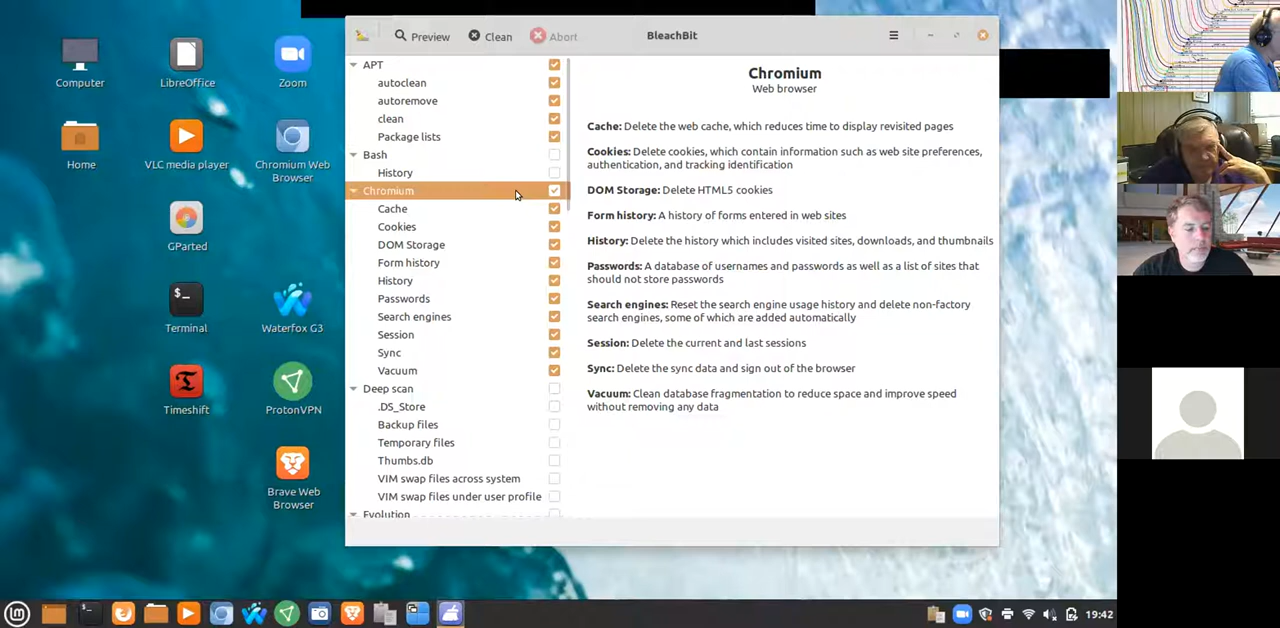 Computer
LibreOffice
Zoom
Home
VLC media player
Chromium Web
Browser
GParted
Terminal
Waterfox G3
Timeshift
ProtonVPN
Brave Web
Browser
Preview
Clean
Abort
BleachBit
APT
autoclean
autoremove
clean
Package lists
Bash
History
Chromium
Cache
Cookies
DOM Storage
Form history
History
Passwords
Search engines
Session
Sync
Vacuum
Deep scan
.DS_Store
Backup files
Temporary files
Thumbs.db
VIM swap files across system
VIM swap files under user profile
Evolution
Chromium
Web browser
Cache: Delete the web cache, which reduces time to display revisited pages
Cookies: Delete cookies, which contain information such as web site preferences,
authentication, and tracking identification
DOM Storage: Delete HTML5 cookies
Form history: A history of forms entered in web sites
History: Delete the history which includes visited sites, downloads, and thumbnails
Passwords: A database of usernames and passwords as well as a list of sites that
should not store passwords
Search engines: Reset the search engine usage history and delete non-factory
search engines, some of which are added automatically
Session: Delete the current and last sessions
Sync: Delete the sync data and sign out of the browser
Vacuum: Clean database fragmentation to reduce space and improve speed
without removing any data
19:42